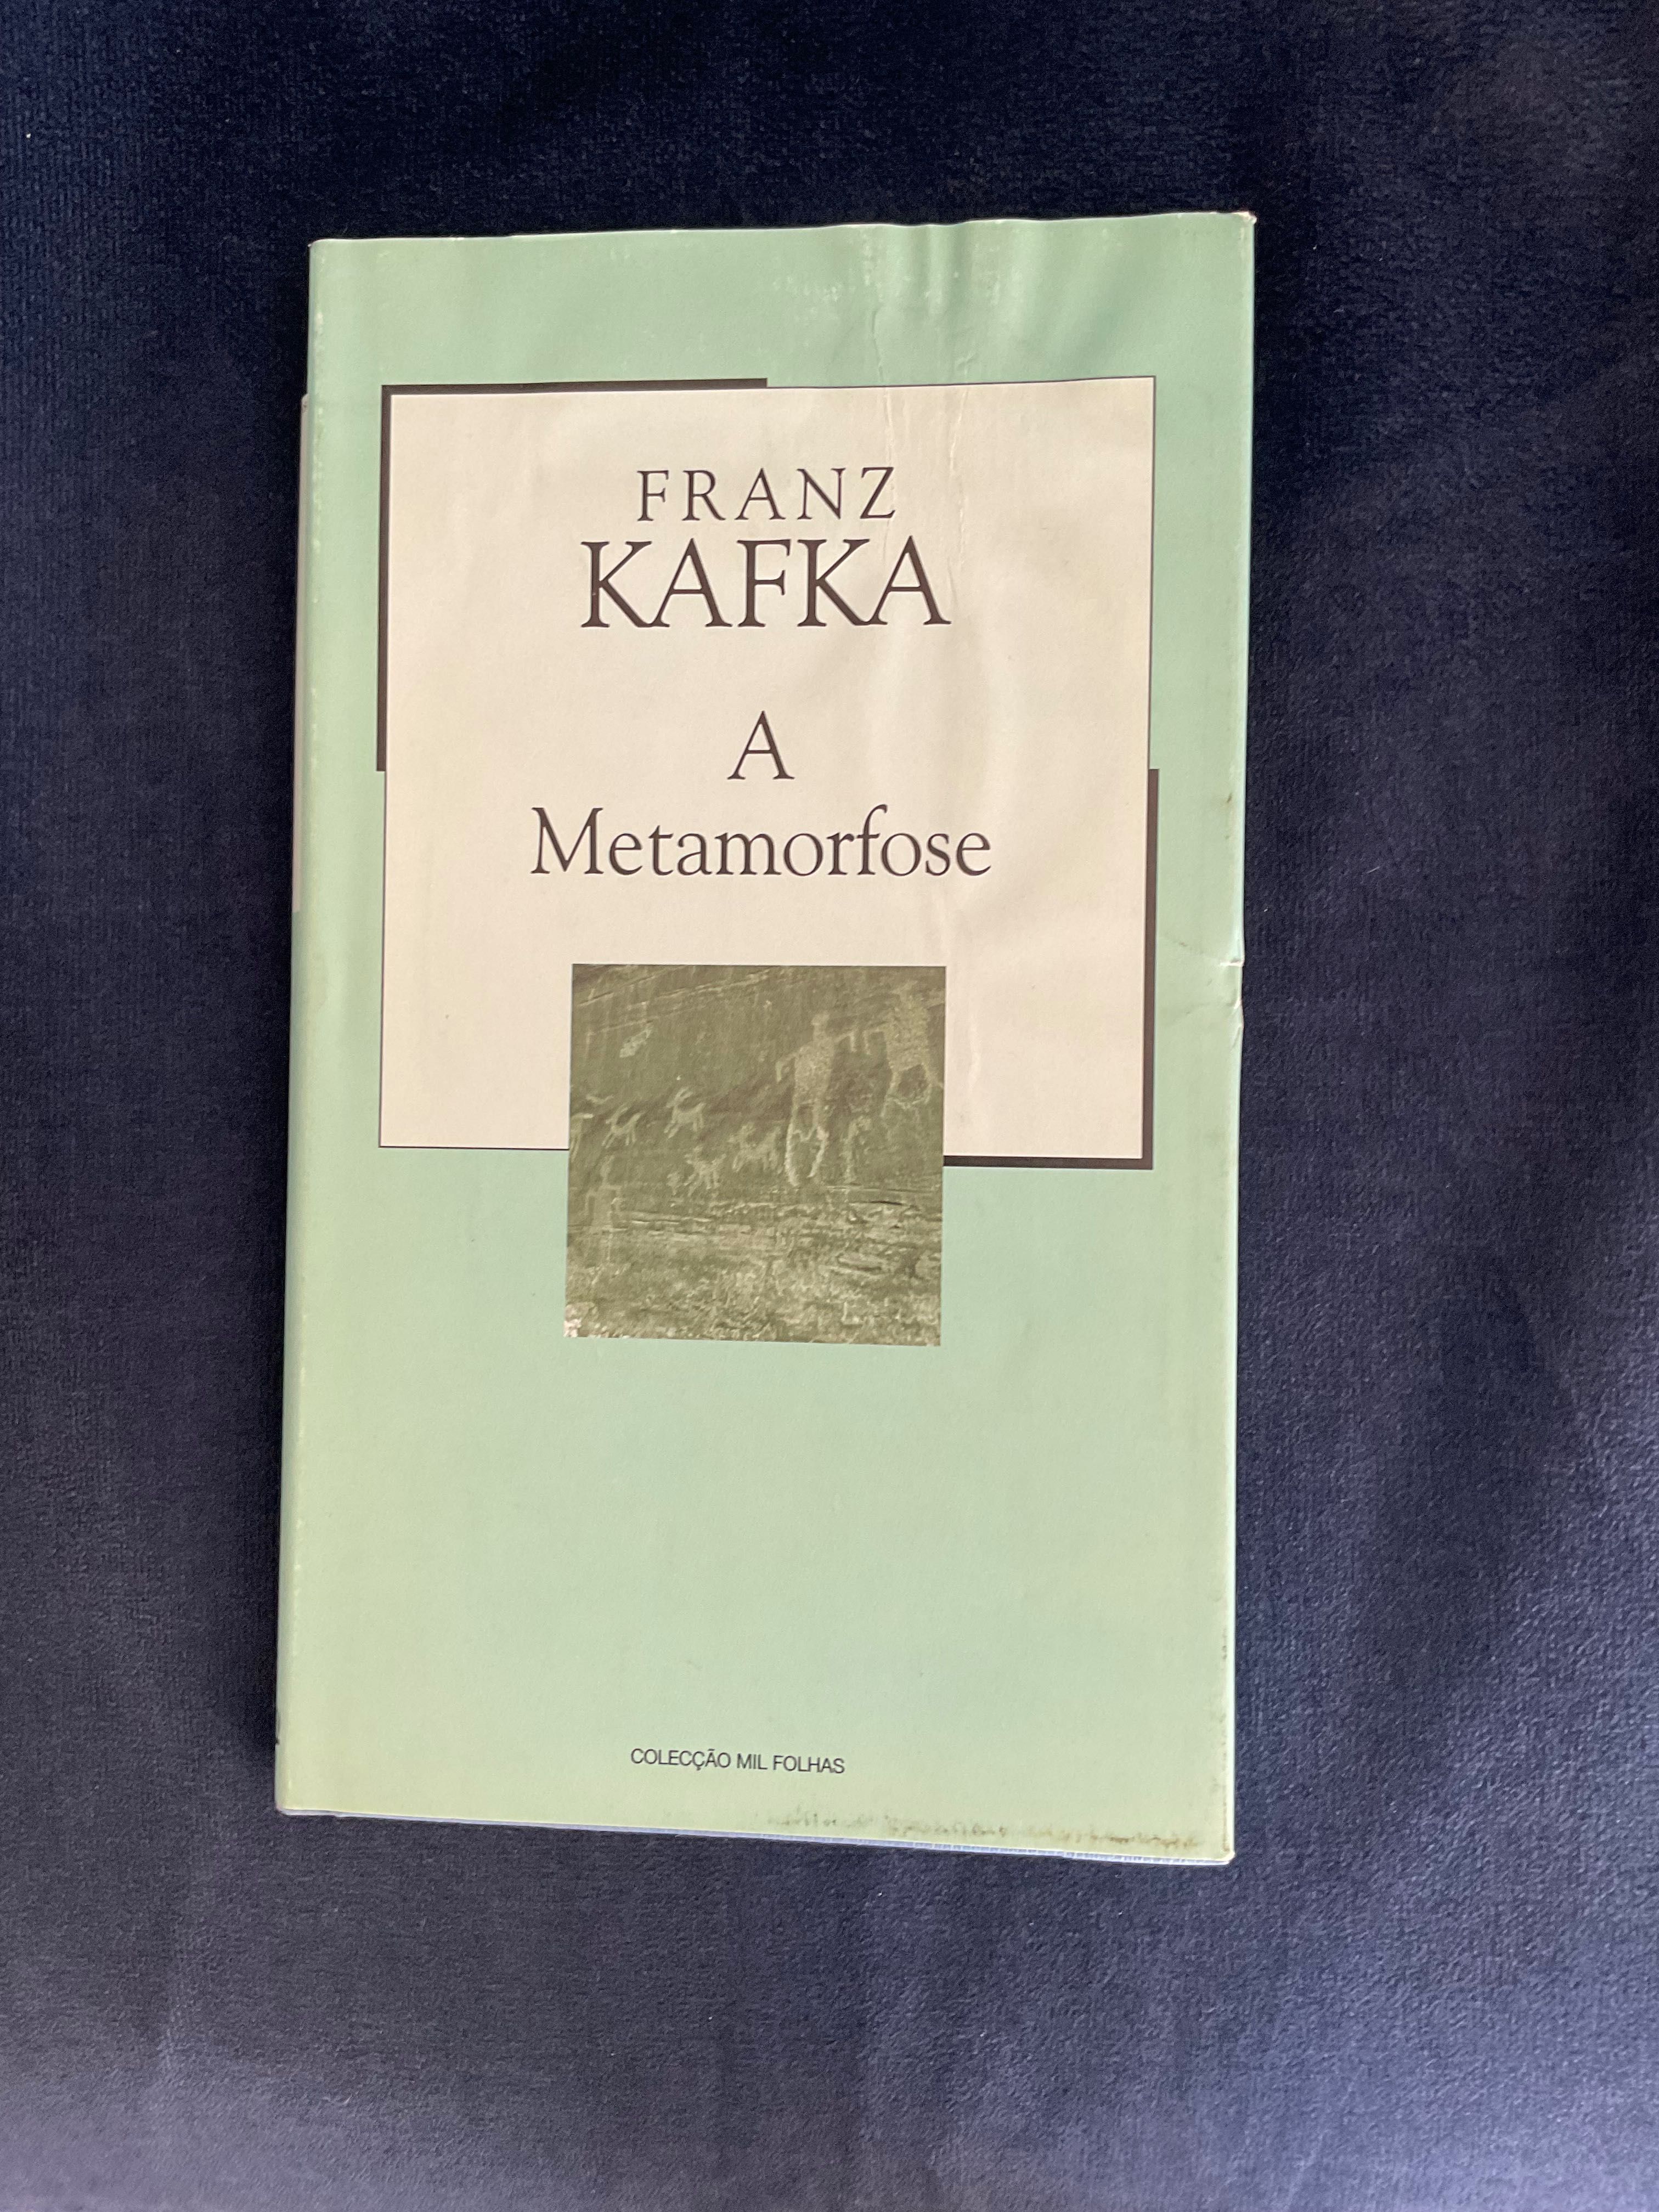 FRANZ
KAFKA
A
Metamorfose
COLECÇÃO MIL FOLHAS